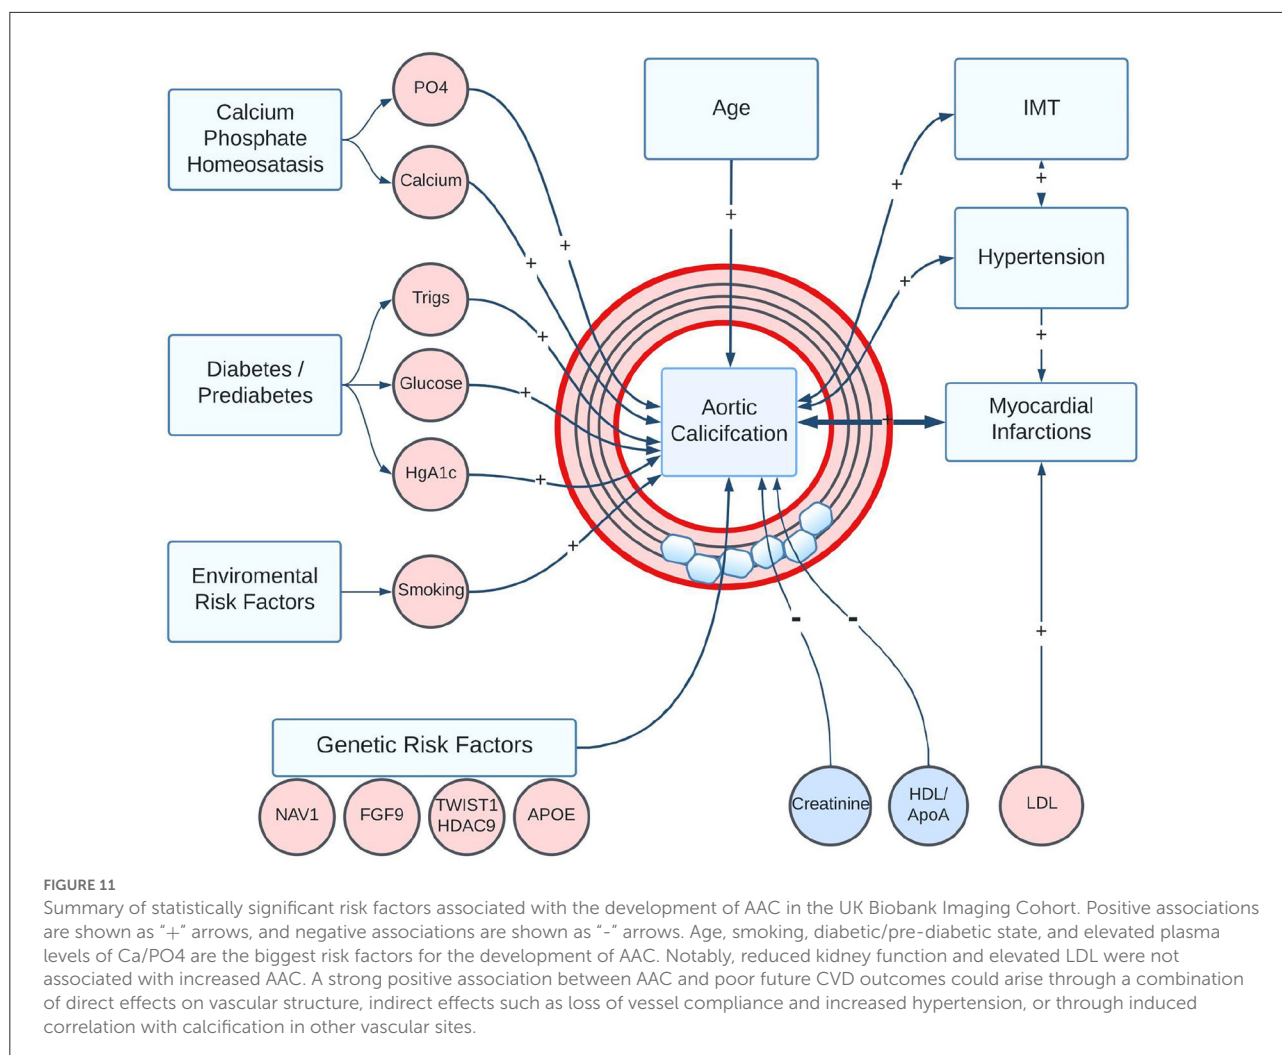 PO4
Calcium
Phosphate
Homeosatasis
Calcium
Age
IMT
+
+
+
+
+
Hypertension
+
+
Trigs
+
Diabetes /
Prediabetes
Glucose
+
HgA1c
+
Aortic
Calicifcation
+
Myocardial
Infarctions
Enviromental
Risk Factors
Smoking
+
-
-
+
Genetic Risk Factors
NAV1
FGF9
TWIST1
HDAC9
APOE
Creatinine
HDL/
ApoA
LDL
FIGURE 11
Summary of statistically significant risk factors associated with the development of AAC in the UK Biobank Imaging Cohort. Positive associations
are shown as “+” arrows, and negative associations are shown as “-” arrows. Age, smoking, diabetic/pre-diabetic state, and elevated plasma
levels of Ca/PO4 are the biggest risk factors for the development of AAC. Notably, reduced kidney function and elevated LDL were not
associated with increased AAC. A strong positive association between AAC and poor future CVD outcomes could arise through a combination
of direct effects on vascular structure, indirect effects such as loss of vessel compliance and increased hypertension, or through induced
correlation with calcification in other vascular sites.